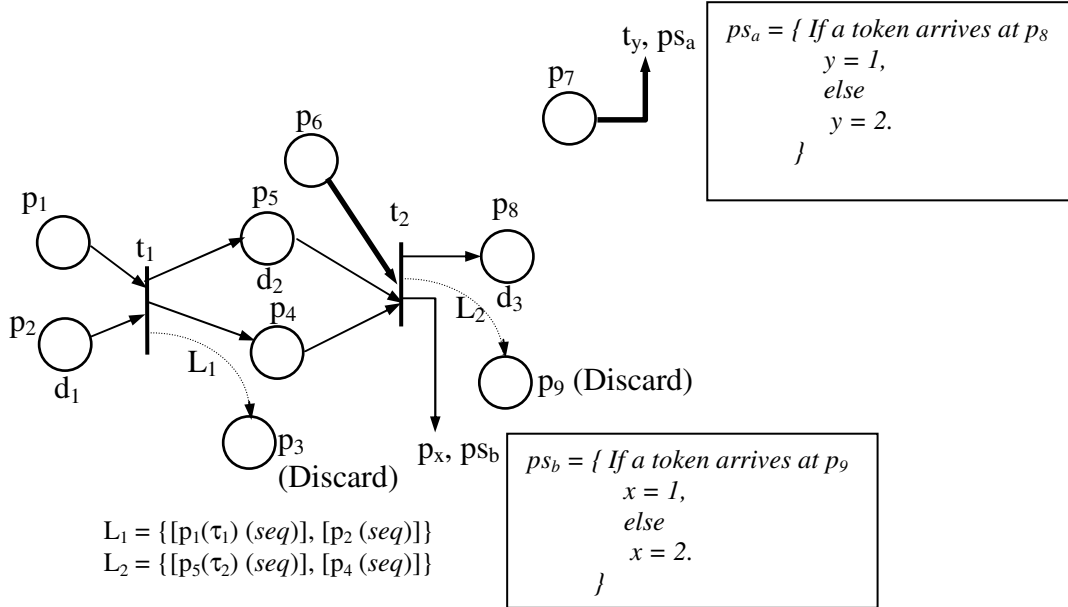 t_y, ps_a
ps_a = { If a token arrives at p_8
y = 1,
else
y = 2.
}
p_7
p_6
p_1
p_5
t_2
p_8
t_1
d_2
d_3
p_2
p_4
L_2
L_1
d_1
p_9 (Discard)
p_3
(Discard)
p_x, ps_b
ps_b = { If a token arrives at p_9
x = 1,
else
x = 2.
}
L_1 = {[p_1(τ_1) (seq)], [p_2 (seq)]}
L_2 = {[p_5(τ_2) (seq)], [p_4 (seq)]}